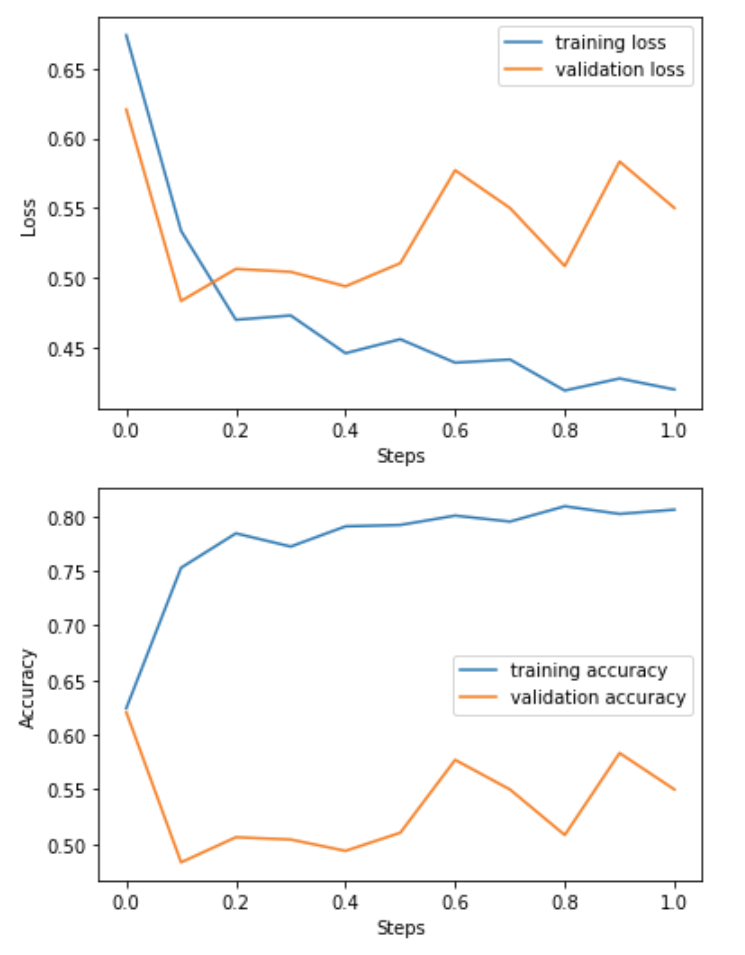 training loss
validation loss
0.65
0.60
0.55
0.50
0.45
Loss
0.0 0.2 0.4 0.6 0.8 1.0
Steps
0.80
0.75
0.70
0.65
0.60
0.55
0.50
Accuracy
training accuracy
validation accuracy
0.0 0.2 0.4 0.6 0.8 1.0
Steps